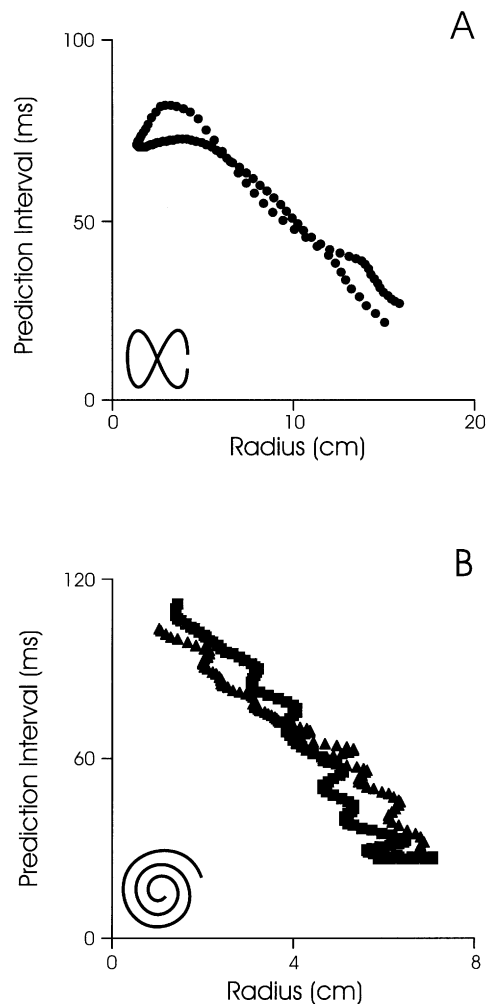 A
100
50
0
Prediction Interval (ms)
0 10 20
Radius (cm)
B
120
60
0
Prediction Interval (ms)
0 4 8
Radius (cm)